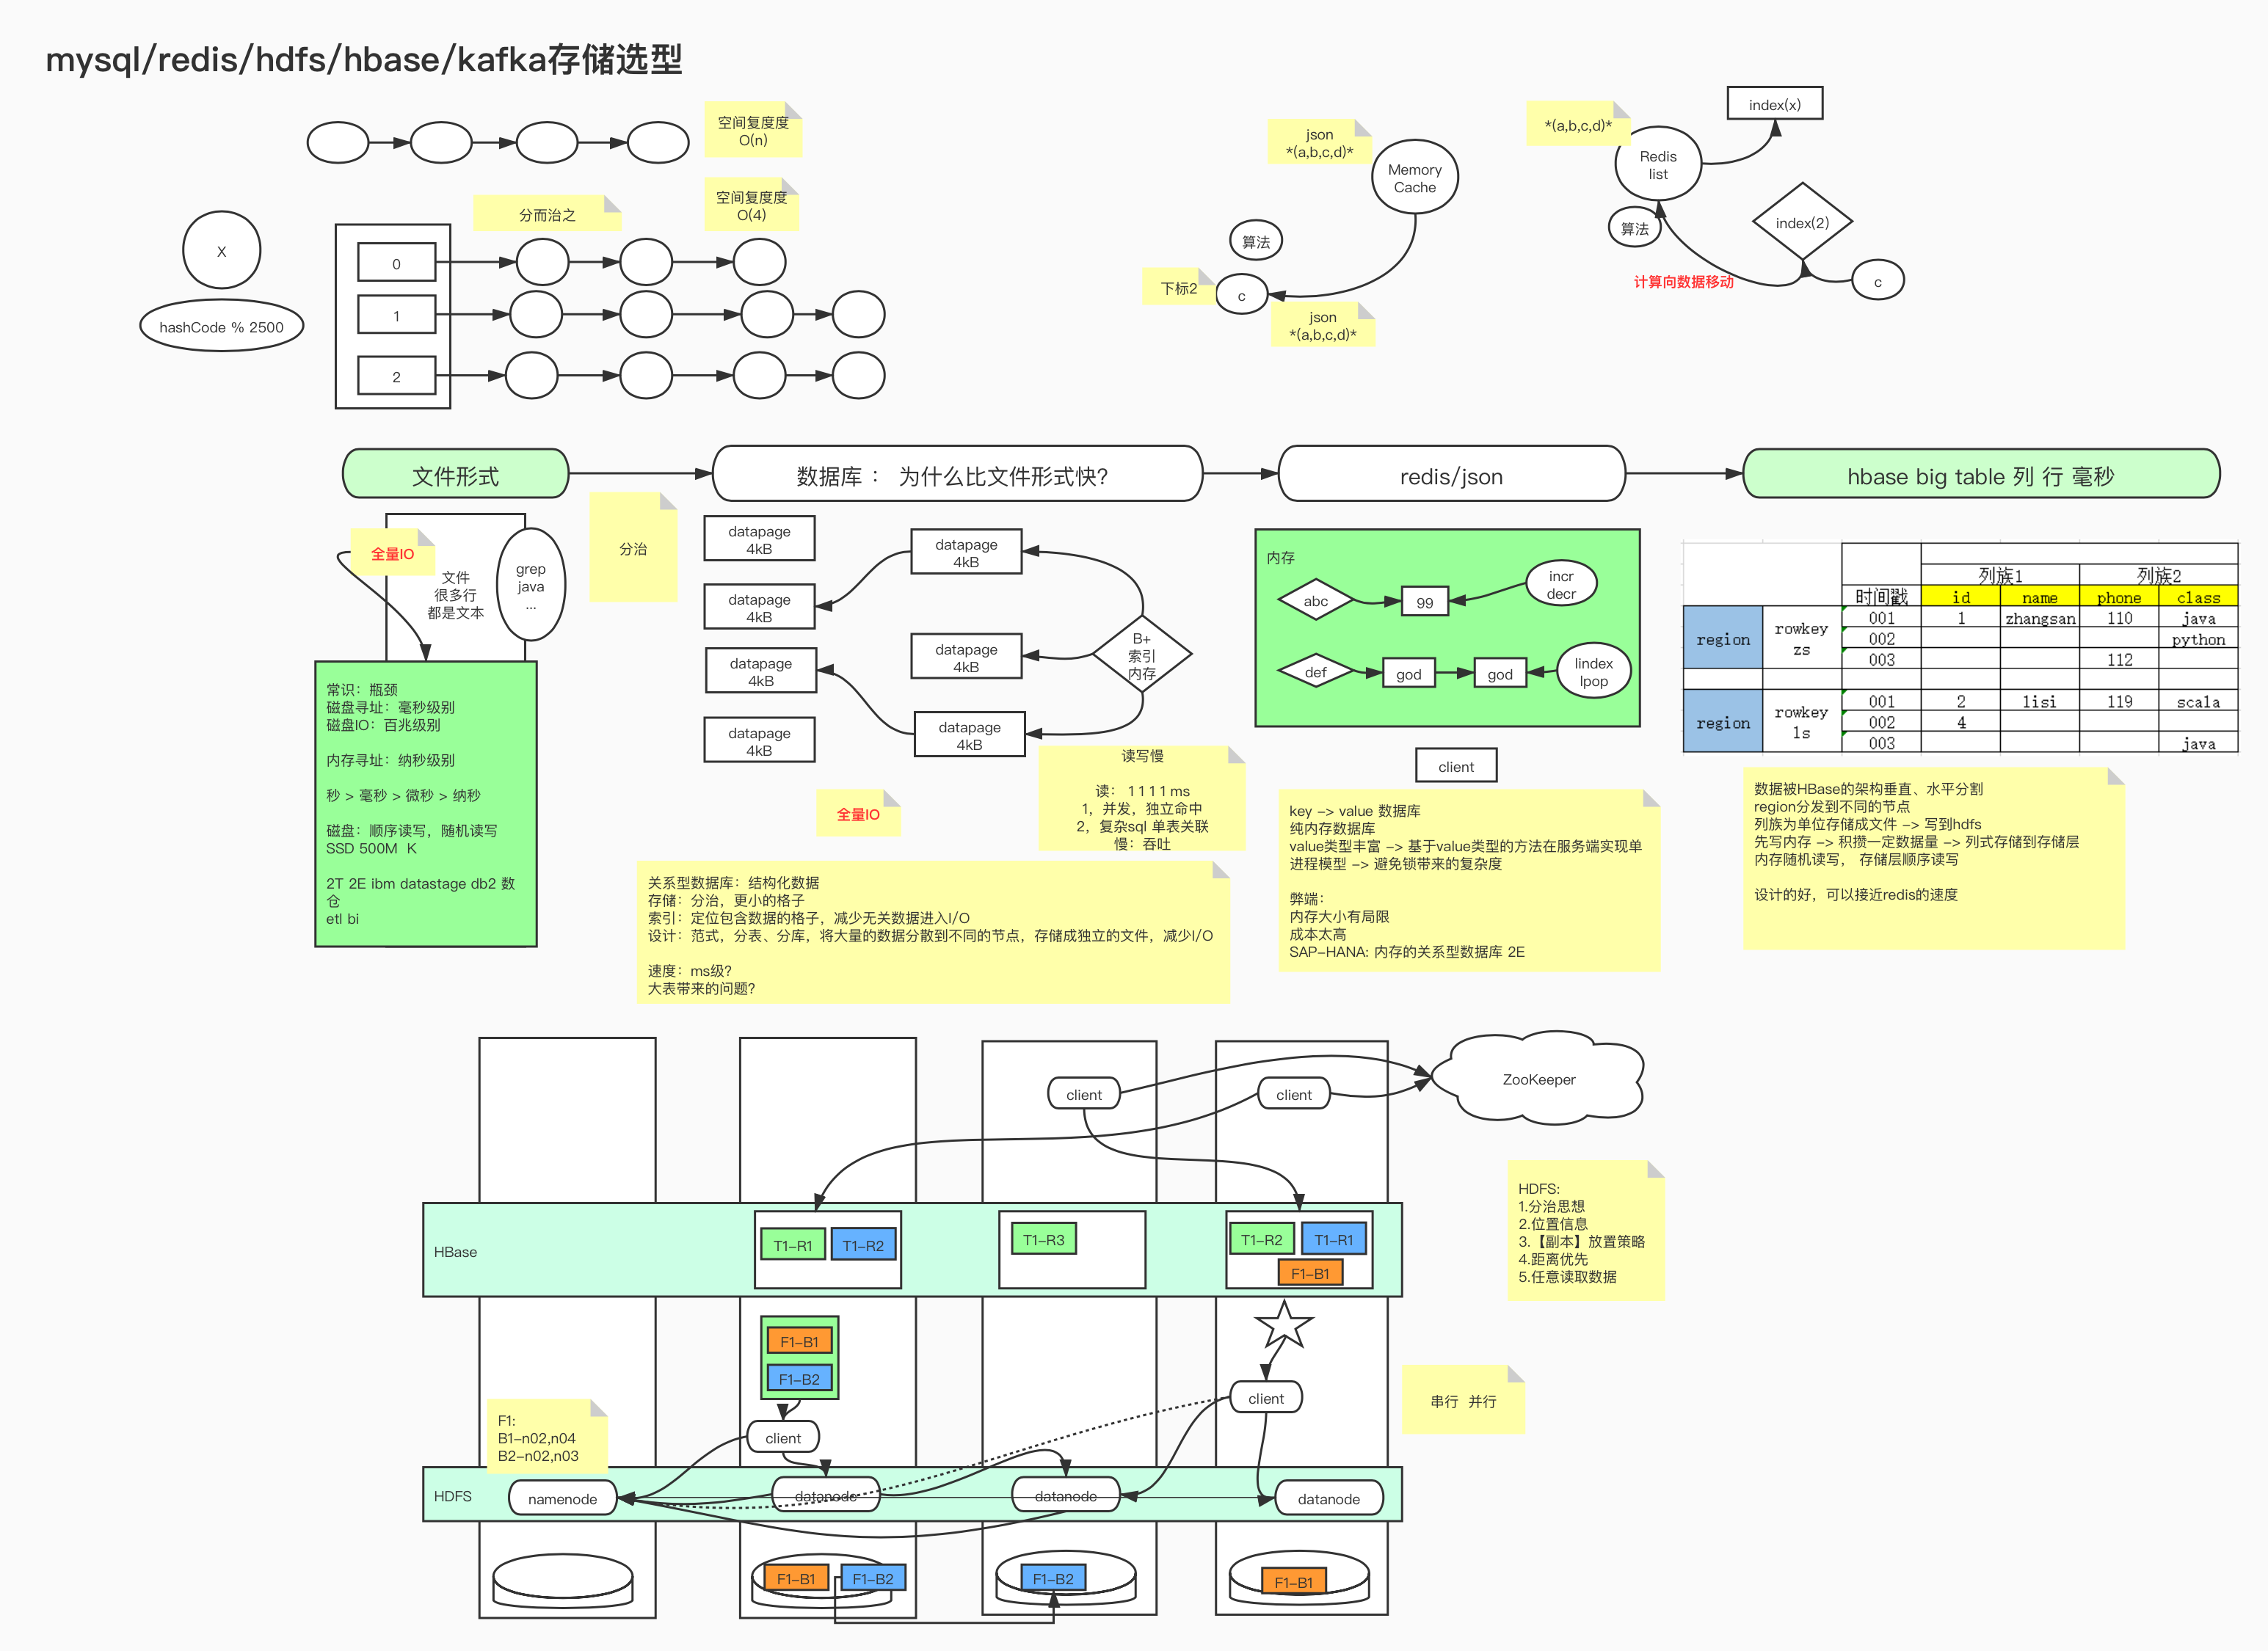 mysql/redis/hdfs/hbase/kafka存储选型
空间复度度
O(n)
分而治之
空间复度度
O(4)
X
hashCode % 2500
0
1
2
json
*(a,b,c,d)*
Memory
Cache
算法
下标2
c
json
*(a,b,c,d)*
*(a,b,c,d)*
Redis
list
index(x)
算法
index(2)
计算向数据移动
c
文件形式
数据库： 为什么比文件形式快？
redis/json
hbase big table 列 行 毫秒
全量IO
文件
很多行
都是文本
grep
java
...
分治
常识：瓶颈
磁盘寻址：毫秒级别
磁盘IO：百兆级别
内存寻址：纳秒级别
秒 > 毫秒 > 微秒 > 纳秒
磁盘：顺序读写，随机读写
SSD 500M K
2T 2E ibm datastage db2 数
仓
etl bi
datapage
4kB
datapage
4kB
datapage
4kB
datapage
4kB
datapage
4kB
datapage
4kB
datapage
4kB
B+
索引
内存
全量IO
读写慢
读： 1 1 1 1 ms
1，并发，独立命中
2，复杂sql 单表关联
慢：吞吐
关系型数据库：结构化数据
存储：分治，更小的格子
索引：定位包含数据的格子，减少无关数据进入I/O
设计：范式，分表、分库，将大量的数据分散到不同的节点，存储成独立的文件，减少I/O
速度：ms级？
大表带来的问题？
内存
abc
99
incr
decr
def
god
god
lindex
lpop
client
key -> value 数据库
纯内存数据库
value类型丰富 -> 基于value类型的方法在服务端实现单
进程模型 -> 避免锁带来的复杂度
弊端：
内存大小有局限
成本太高
SAP-HANA: 内存的关系型数据库 2E
列族1 列族2
时间戳 id name phone class
region rowkey zs
001 1 zhangsan 110 java
002 python
003 112
region rowkey ls
001 2 lisi 119 scala
002 4
003 java
数据被HBase的架构垂直、水平分割
region分发到不同的节点
列族为单位存储成文件 -> 写到hdfs
先写内存 -> 积攒一定数据量 -> 列式存储到存储层
内存随机读写， 存储层顺序读写
设计的好，可以接近redis的速度
client
client
ZooKeeper
HDFS:
1.分治思想
2.位置信息
3.【副本】放置策略
4.距离优先
5.任意读取数据
HBase
T1-R1
T1-R2
T1-R3
T1-R2
T1-R1
F1-B1
F1-B1
F1-B2
client
client
串行 并行
F1:
B1-n02,n04
B2-n02,n03
HDFS
namenode
datanode
datanode
datanode
F1-B1
F1-B2
F1-B2
F1-B1